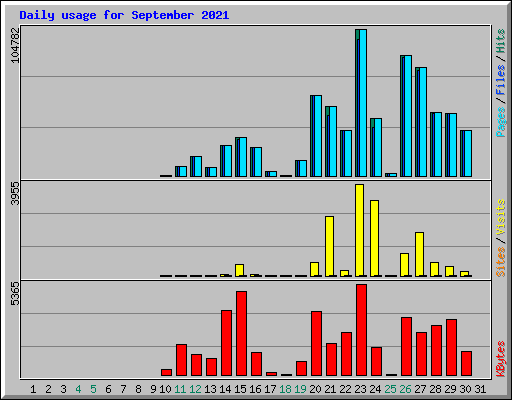 Daily usage for September 2021
104782
3955
5365
Pages / Files / Hits
Sites / Visits
KBytes
1 2 3 4 5 6 7 8 9 10 11 12 13 14 15 16 17 18 19 20 21 22 23 24 25 26 27 28 29 30 31